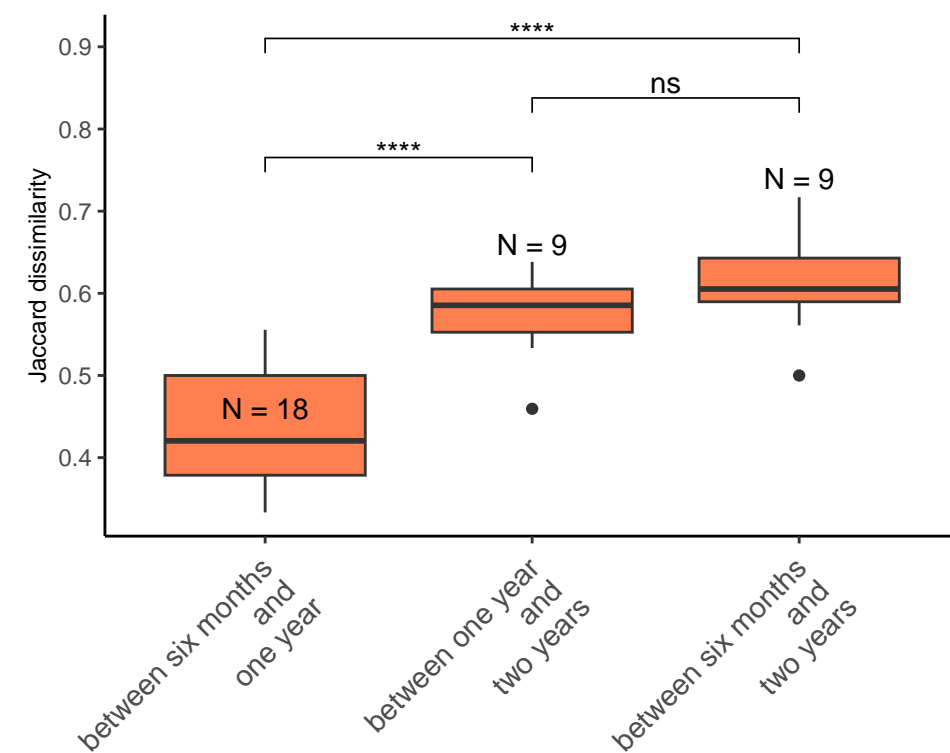 ****
0.9
ns
0.8
****
N = 9
0.7
N = 9
0.6
0.5
N = 18
0.4
Jaccard dissimilarity
between six months
and
one year
between one year
and
two years
between six months
and
two years